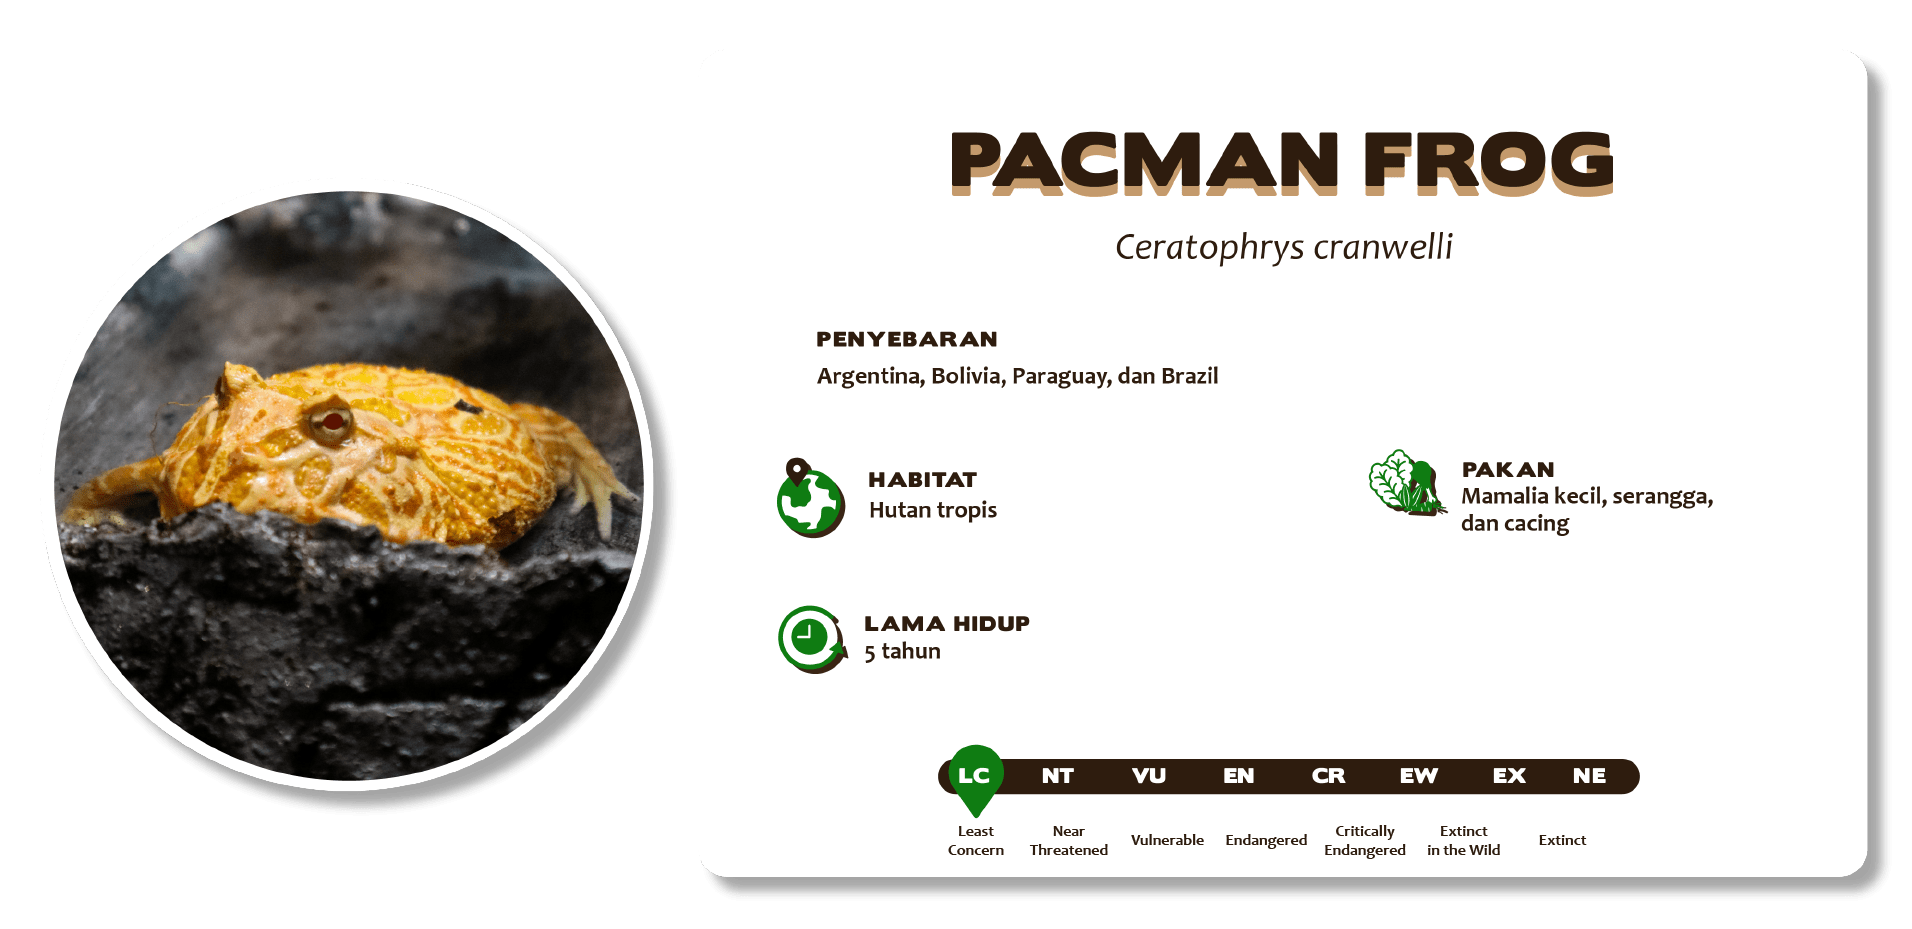 PACMAN FROG
Ceratophrys cranwelli
PENYEBARAN
Argentina, Bolivia, Paraguay, dan Brazil
HABITAT
Hutan tropis
PAKAN
Mamalia kecil, serangga,
dan cacing
LAMA HIDUP
5 tahun
LC NT VU EN CR EW EX NE
Least
Concern
Near
Threatened
Vulnerable
Endangered
Critically
Endangered
Extinct
in the Wild
Extinct